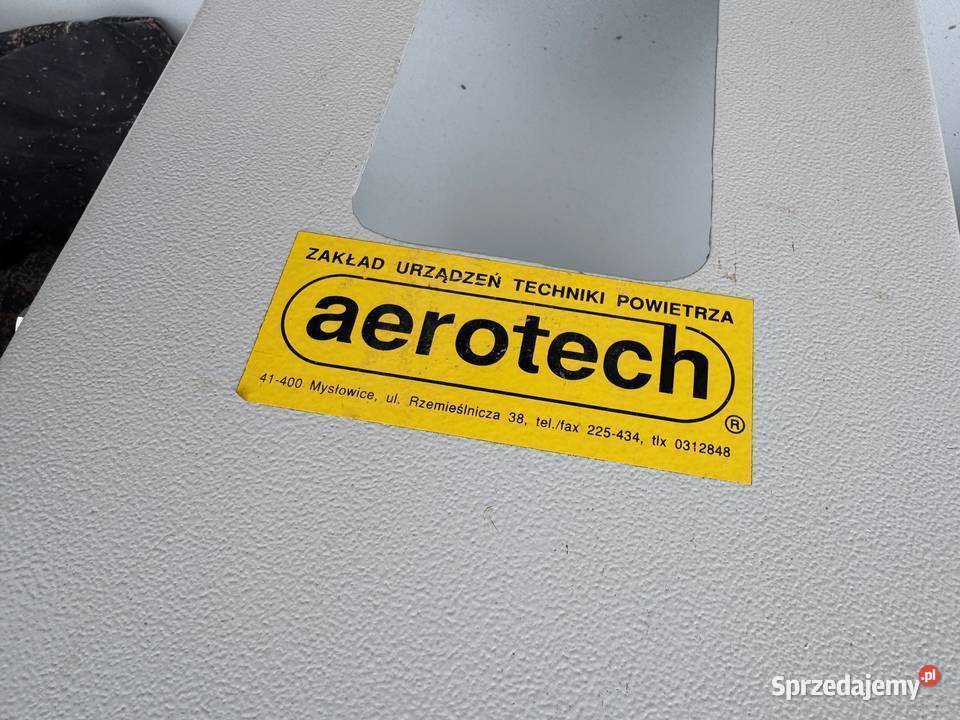 ZAKŁAD URZĄDZEŃ TECHNIKI POWIETRZA
aerotech
®
41-400 Mysłowice, ul. Rzemieślnicza 38, tel./fax 225-434, tlx 0312848
Sprzedajemy.pl